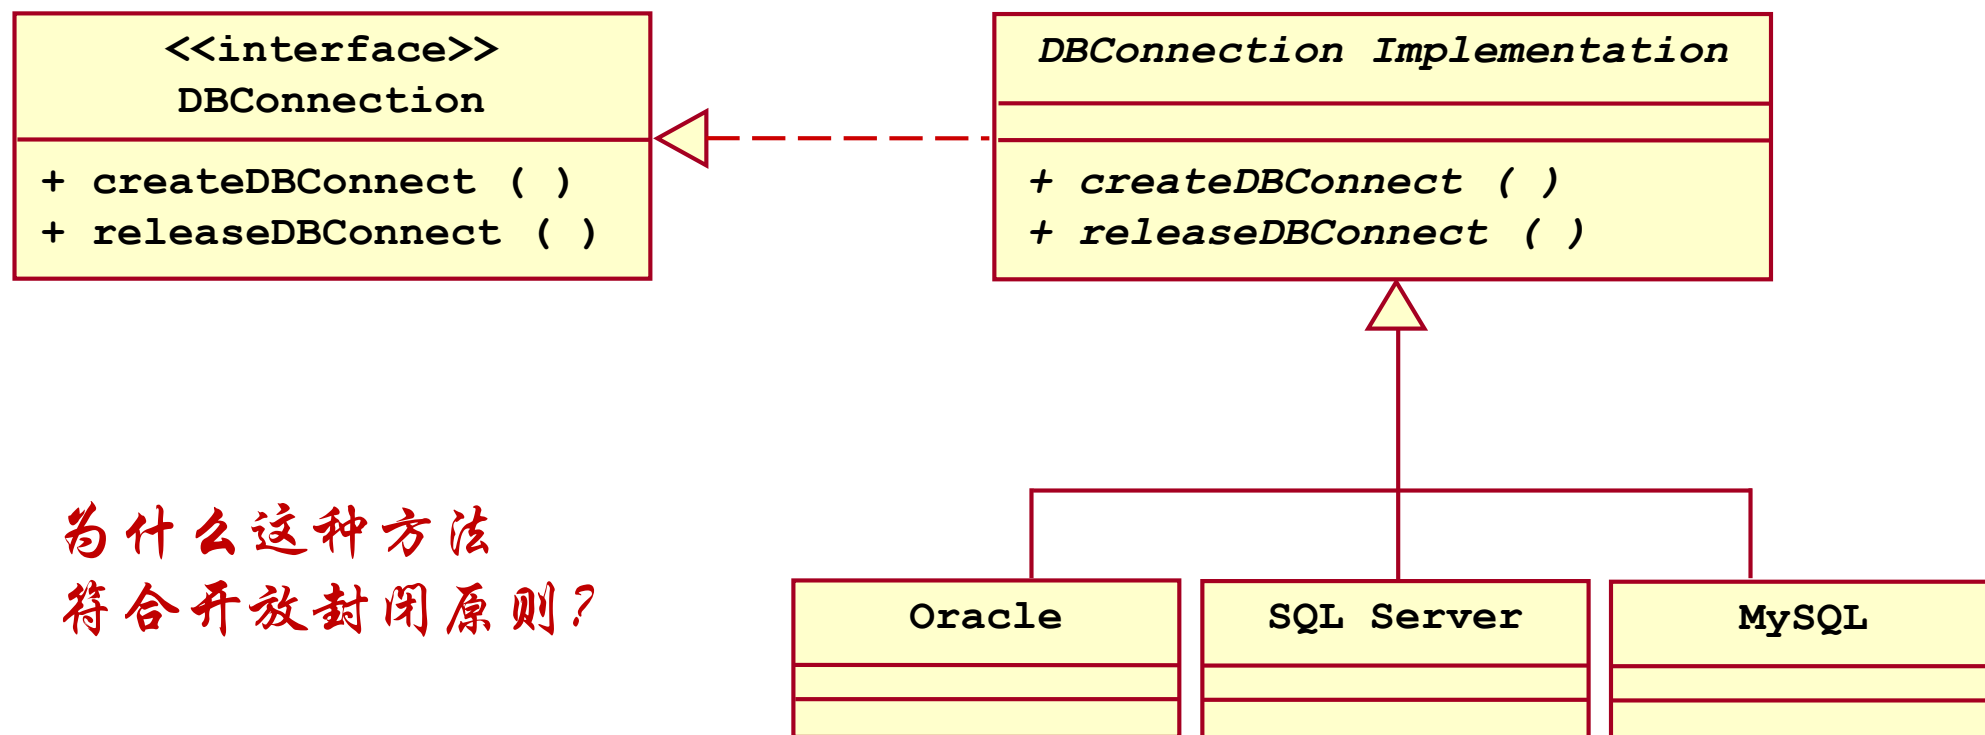 <<interface>>
DBConnection
+ createDBConnect ( )
+ releaseDBConnect ( )
DBConnection Implementation
+ createDBConnect ( )
+ releaseDBConnect ( )
为什么这种方法
符合开放封闭原则?
Oracle
SQL Server
MySQL